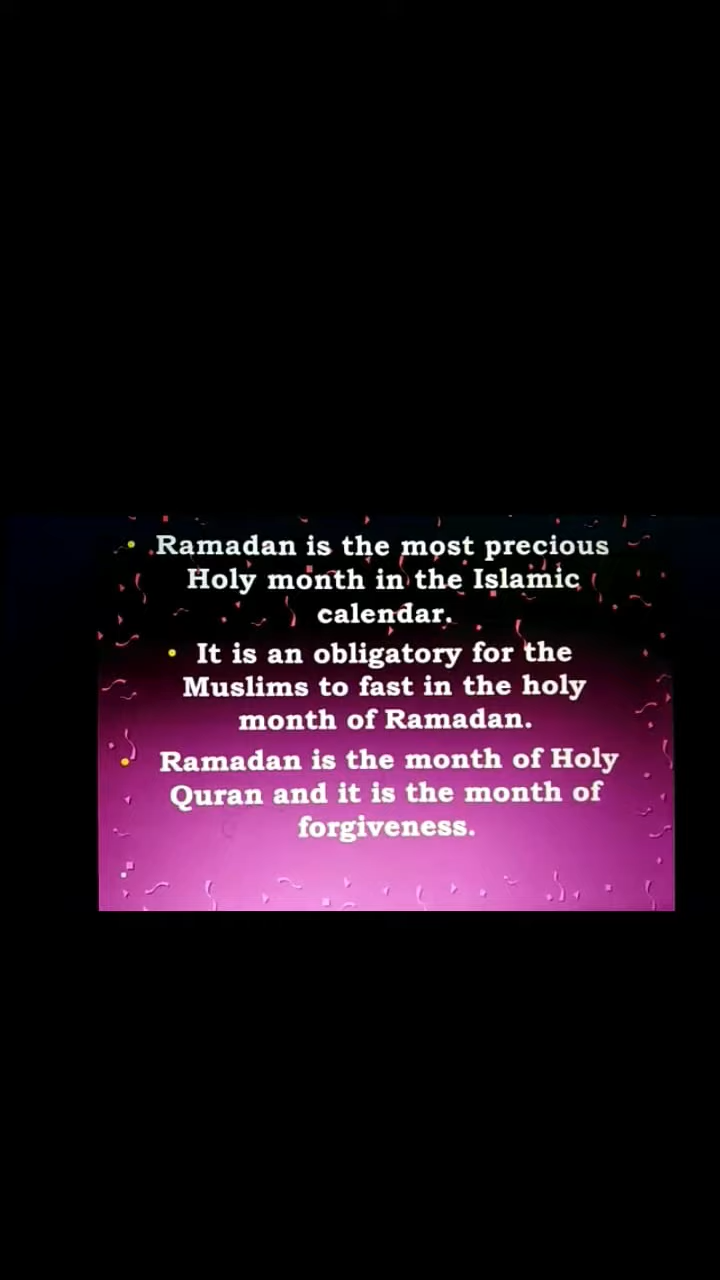 • Ramadan is the most precious
Holy month in the Islamic
calendar.
• It is an obligatory for the
Muslims to fast in the holy
month of Ramadan.
• Ramadan is the month of Holy
Quran and it is the month of
forgiveness.